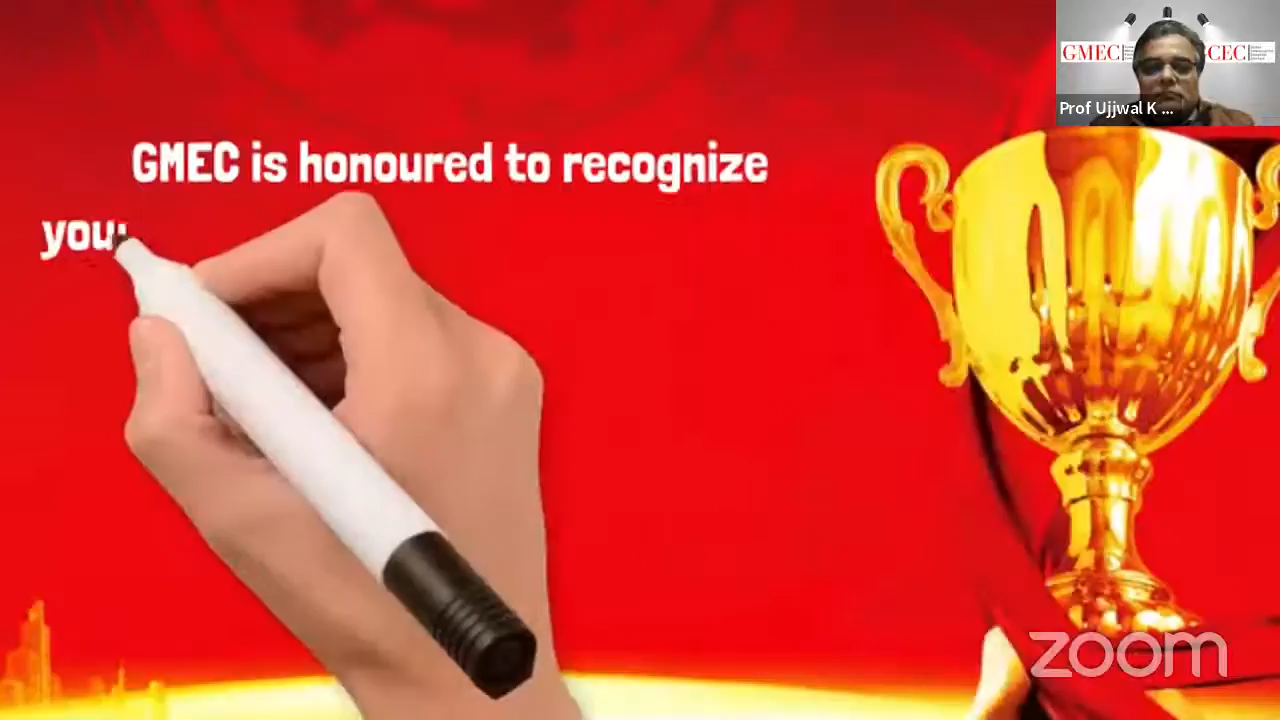 GMEC
CEC
Prof Ujjwal K ...
GMEC is honoured to recognize
you
zoom